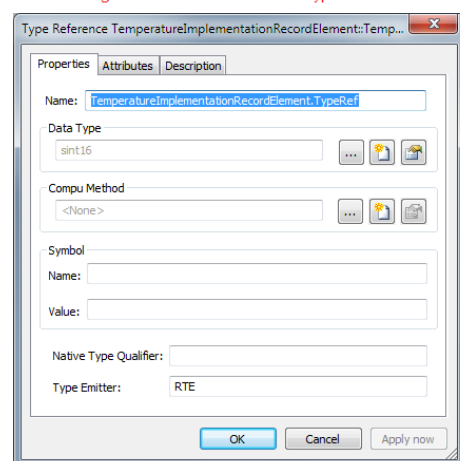 Type Reference TemperatureImplementationRecordElement::Temp...
Properties Attributes Description
Name: TemperatureImplementationRecordElement.TypeRef
Data Type
sint16 ...
Compu Method
<None> ...
Symbol
Name:
Value:
Native Type Qualifier:
Type Emitter: RTE
OK Cancel Apply now